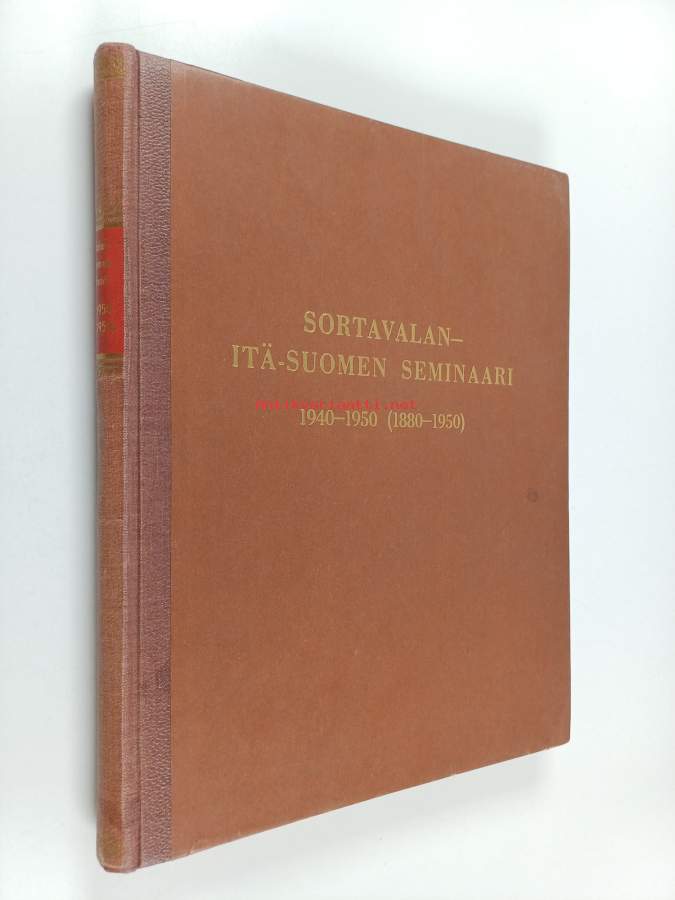 SORTAVALAN—
ITÄ-SUOMEN SEMINAARI
1940—1950 (1880—1950)